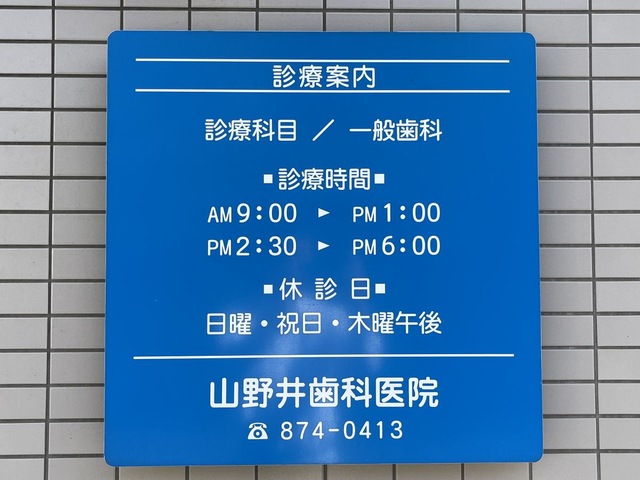 診療案内
診療科目 / 一般歯科
■診療時間■
AM9:00 ► PM1:00
PM2:30 ► PM6:00
■休診日■
日曜・祝日・木曜午後
山野井歯科医院
☎ 874-0413